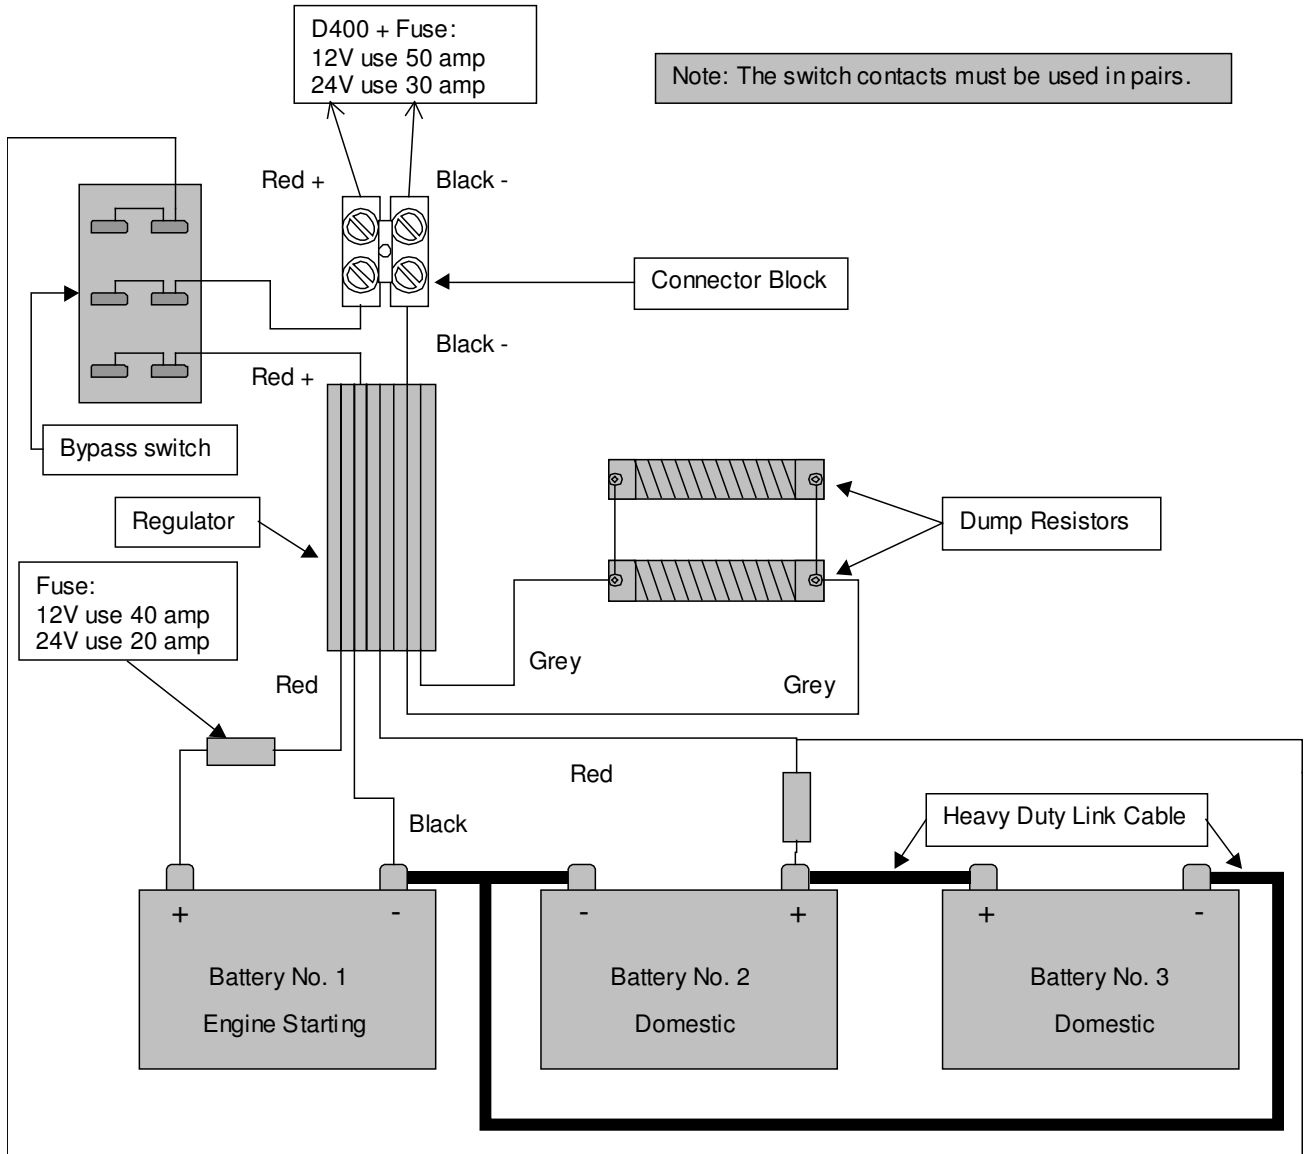 D400 + Fuse:
12V use 50 amp
24V use 30 amp
Note: The switch contacts must be used in pairs.
Red +
Black -
Connector Block
Black -
Red +
Bypass switch
Regulator
Dump Resistors
Fuse:
12V use 40 amp
24V use 20 amp
Grey
Red
Grey
Red
Black
Heavy Duty Link Cable
+
-
-
+
+
-
Battery No. 1
Engine Starting
Battery No. 2
Domestic
Battery No. 3
Domestic